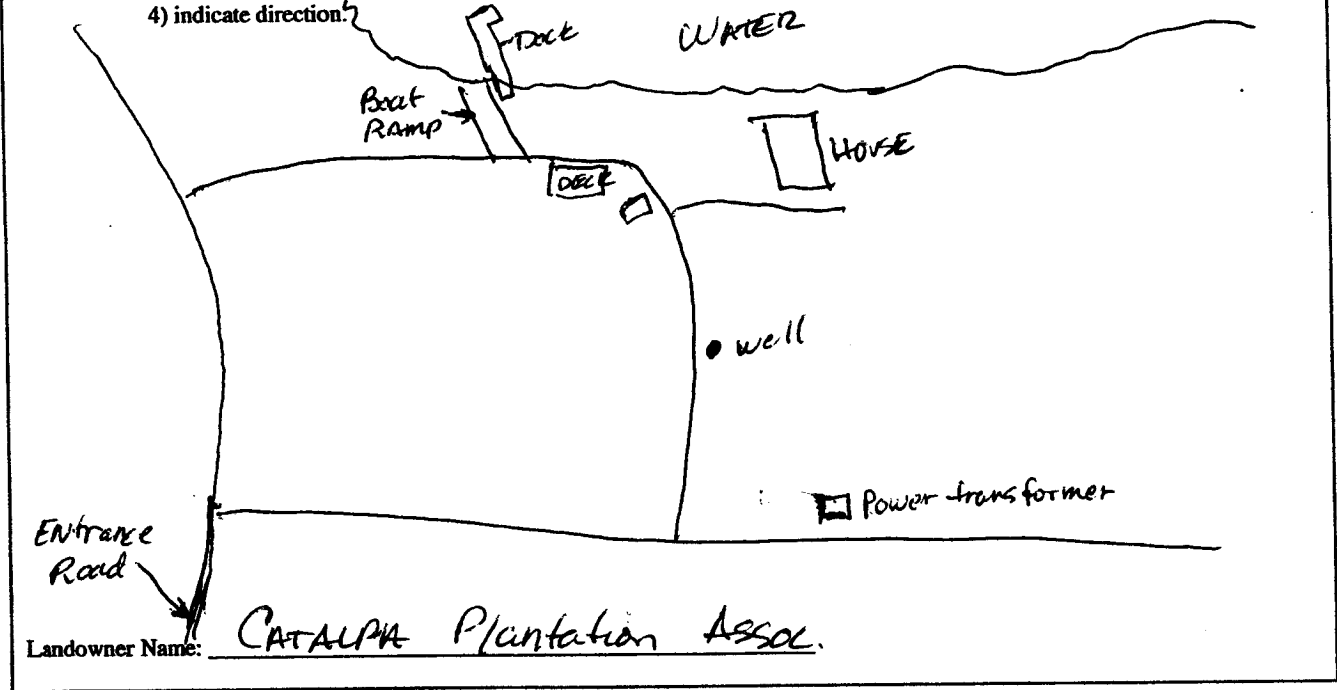 4) indicate direction.
Dock
WATER
Boat
RAMP
HOUSE
DECK
well
Power transformer
Entrance
Road
Landowner Name: CATALPA Plantation Assoc.